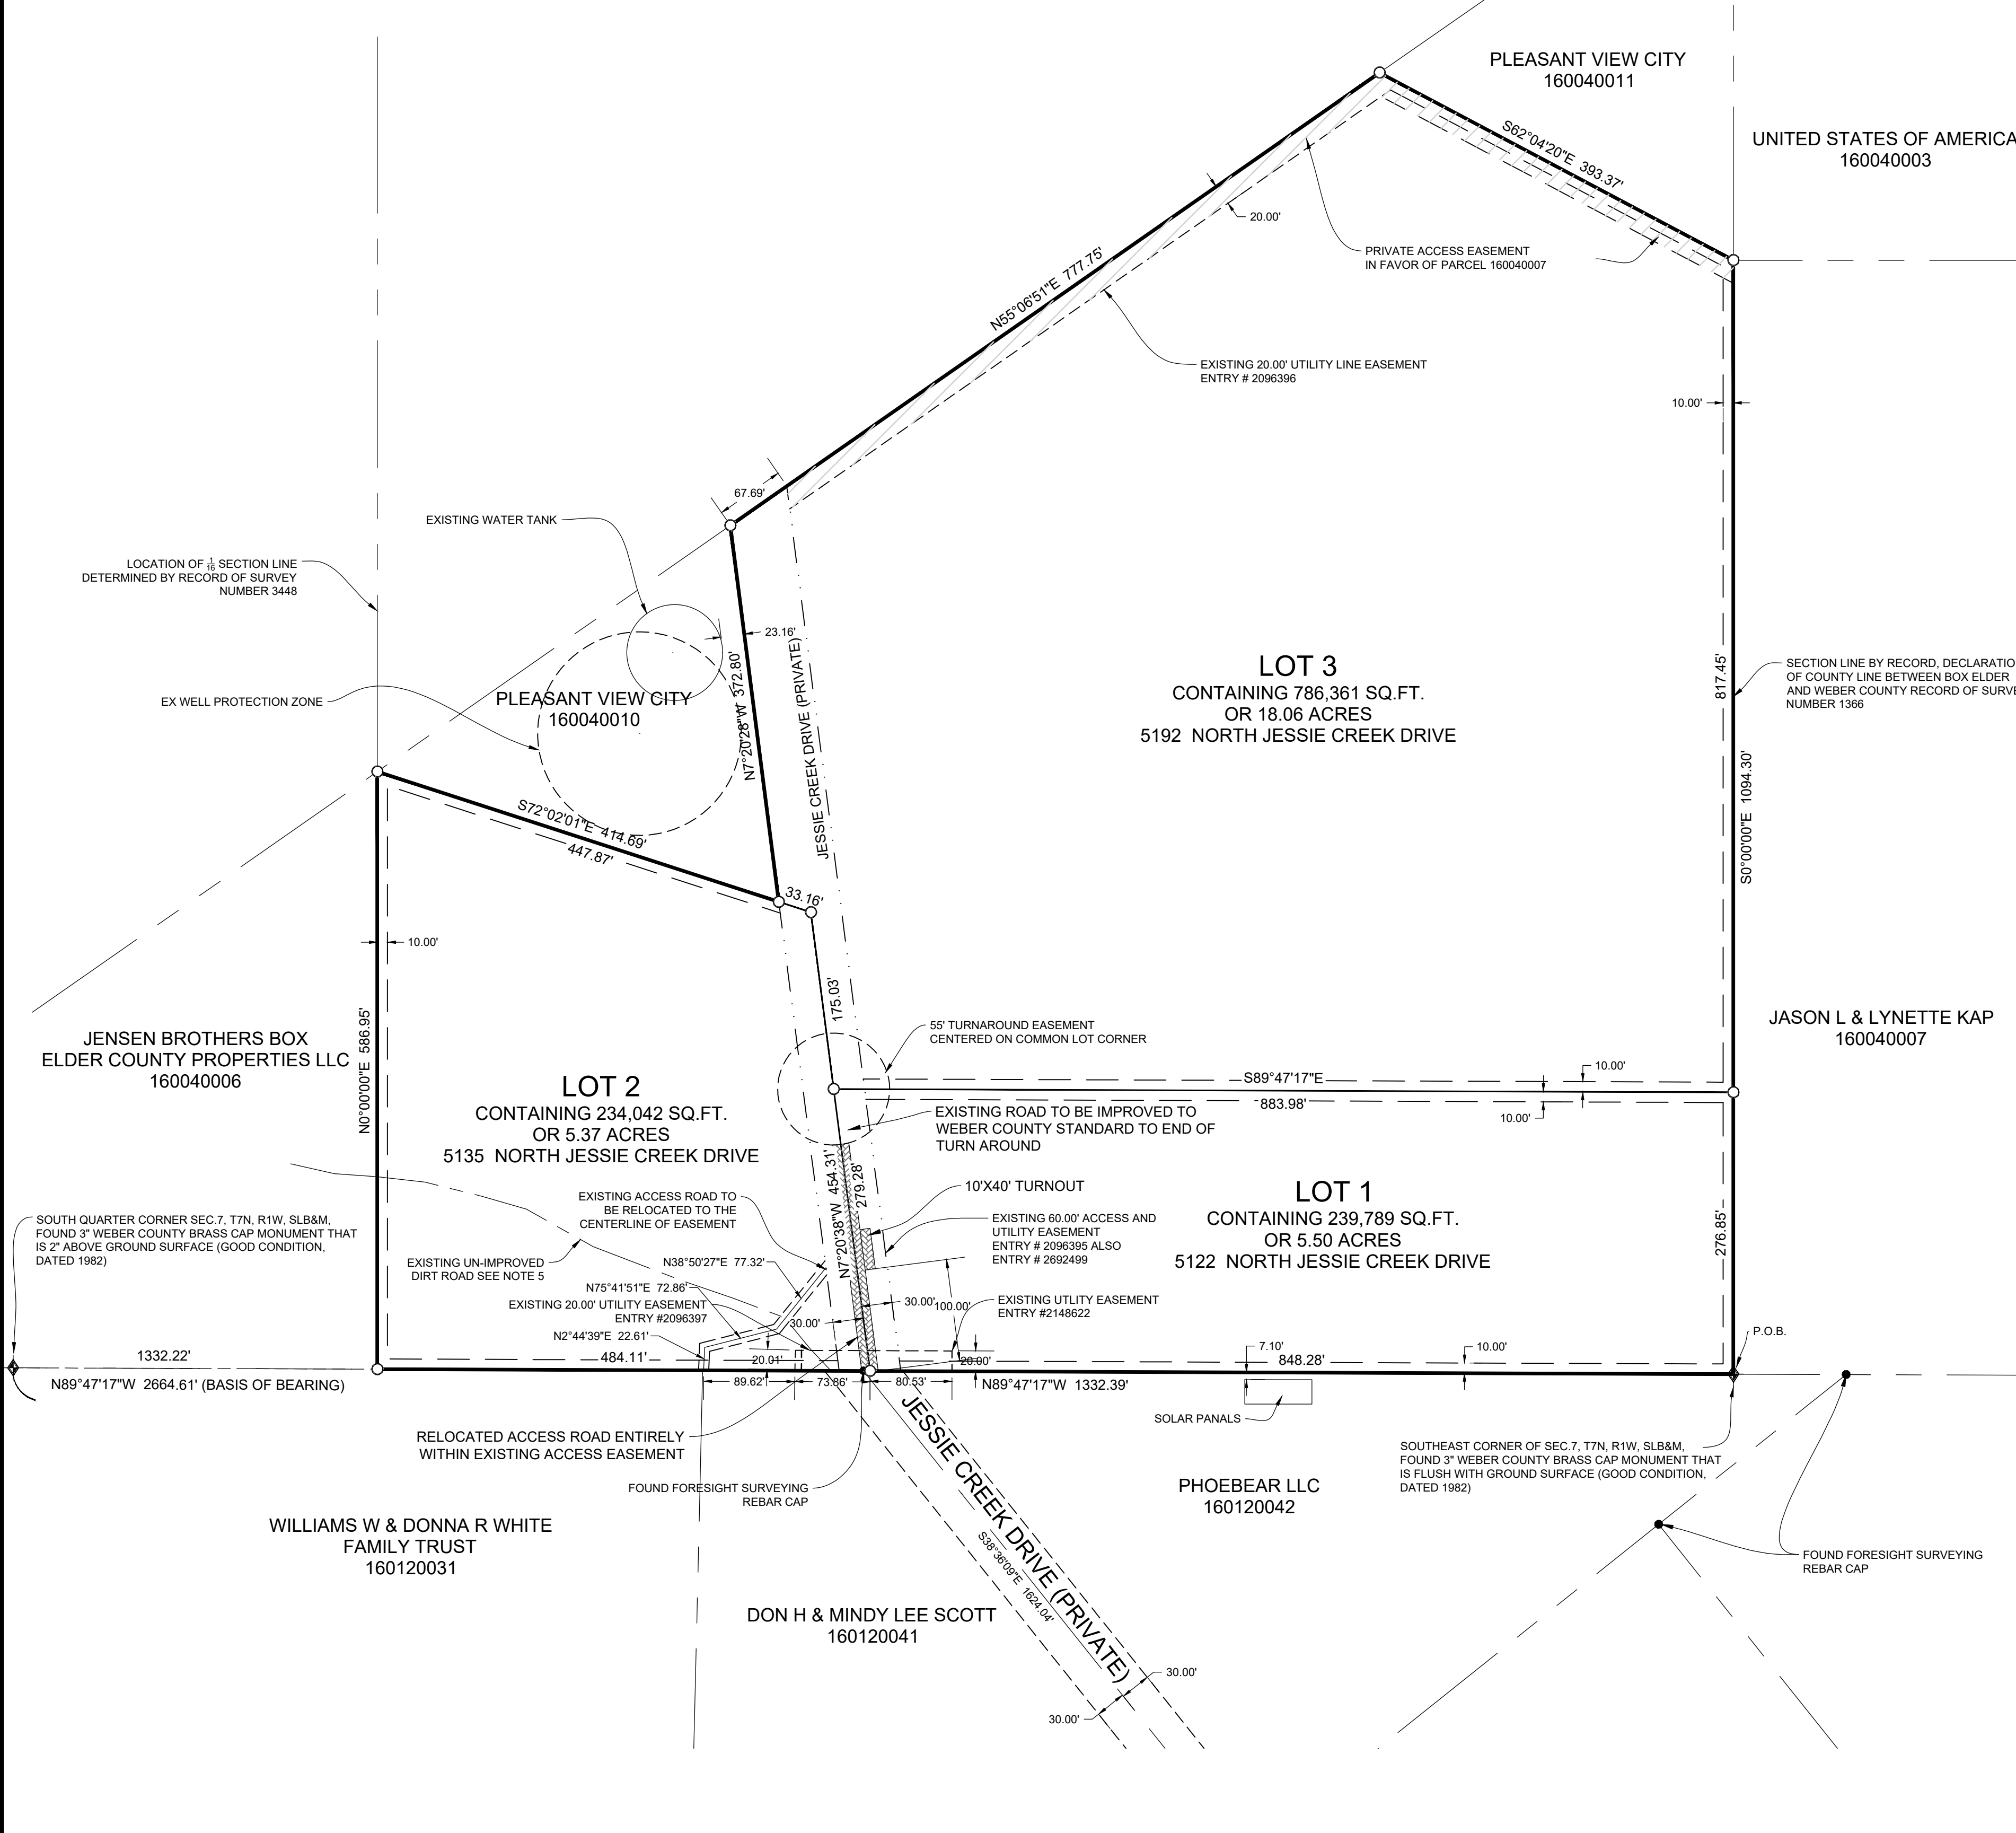 PLEASANT VIEW CITY
160040011
UNITED STATES OF AMERICA
160040003
S62°04'20"E 393.37'
20.00'
PRIVATE ACCESS EASEMENT
IN FAVOR OF PARCEL 160040007
N55°06'51"E 777.75'
EXISTING 20.00' UTILITY LINE EASEMENT
ENTRY # 2096396
10.00'
67.69'
EXISTING WATER TANK
LOCATION OF 1/16 SECTION LINE
DETERMINED BY RECORD OF SURVEY
NUMBER 3448
23.16'
N7°20'28"W 372.80'
JESSIE CREEK DRIVE (PRIVATE)
EX WELL PROTECTION ZONE
PLEASANT VIEW CITY
160040010
LOT 3
CONTAINING 786,361 SQ.FT.
OR 18.06 ACRES
5192 NORTH JESSIE CREEK DRIVE
817.45'
SECTION LINE BY RECORD, DECLARATIO
OF COUNTY LINE BETWEEN BOX ELDER
AND WEBER COUNTY RECORD OF SURVE
NUMBER 1366
S0°00'00"E 1094.30'
S72°02'01"E 414.69'
447.87'
33.16'
10.00'
175.03'
JENSEN BROTHERS BOX
ELDER COUNTY PROPERTIES LLC
160040006
N0°00'00"E 586.95'
55' TURNAROUND EASEMENT
CENTERED ON COMMON LOT CORNER
JASON L & LYNETTE KAP
160040007
S89°47'17"E
883.98'
10.00'
10.00'
LOT 2
CONTAINING 234,042 SQ.FT.
OR 5.37 ACRES
5135 NORTH JESSIE CREEK DRIVE
EXISTING ROAD TO BE IMPROVED TO
WEBER COUNTY STANDARD TO END OF
TURN AROUND
N7°20'38"W 454.31'
279.28'
10'X40' TURNOUT
LOT 1
CONTAINING 239,789 SQ.FT.
OR 5.50 ACRES
5122 NORTH JESSIE CREEK DRIVE
276.85'
EXISTING ACCESS ROAD TO
BE RELOCATED TO THE
CENTERLINE OF EASEMENT
EXISTING 60.00' ACCESS AND
UTILITY EASEMENT
ENTRY # 2096395 ALSO
ENTRY # 2692499
SOUTH QUARTER CORNER SEC.7, T7N, R1W, SLB&M,
FOUND 3" WEBER COUNTY BRASS CAP MONUMENT THAT
IS 2" ABOVE GROUND SURFACE (GOOD CONDITION,
DATED 1982)
EXISTING UN-IMPROVED
DIRT ROAD SEE NOTE 5
N38°50'27"E 77.32'
N75°41'51"E 72.86'
EXISTING 20.00' UTILITY EASEMENT
ENTRY #2096397
N2°44'39"E 22.61'
30.00'
30.00'
100.00'
EXISTING UTLITY EASEMENT
ENTRY #2148622
P.O.B.
1332.22'
N89°47'17"W 2664.61' (BASIS OF BEARING)
484.11'
20.01'
20.00'
7.10'
848.28'
10.00'
89.62'
73.86'
80.53'
N89°47'17"W 1332.39'
SOLAR PANALS
RELOCATED ACCESS ROAD ENTIRELY
WITHIN EXISTING ACCESS EASEMENT
FOUND FORESIGHT SURVEYING
REBAR CAP
JESSIE CREEK DRIVE (PRIVATE)
S38°36'09"E 1624.04'
SOUTHEAST CORNER OF SEC.7, T7N, R1W, SLB&M,
FOUND 3" WEBER COUNTY BRASS CAP MONUMENT THAT
IS FLUSH WITH GROUND SURFACE (GOOD CONDITION,
DATED 1982)
PHOEBEAR LLC
160120042
WILLIAMS W & DONNA R WHITE
FAMILY TRUST
160120031
FOUND FORESIGHT SURVEYING
REBAR CAP
DON H & MINDY LEE SCOTT
160120041
30.00'
30.00'